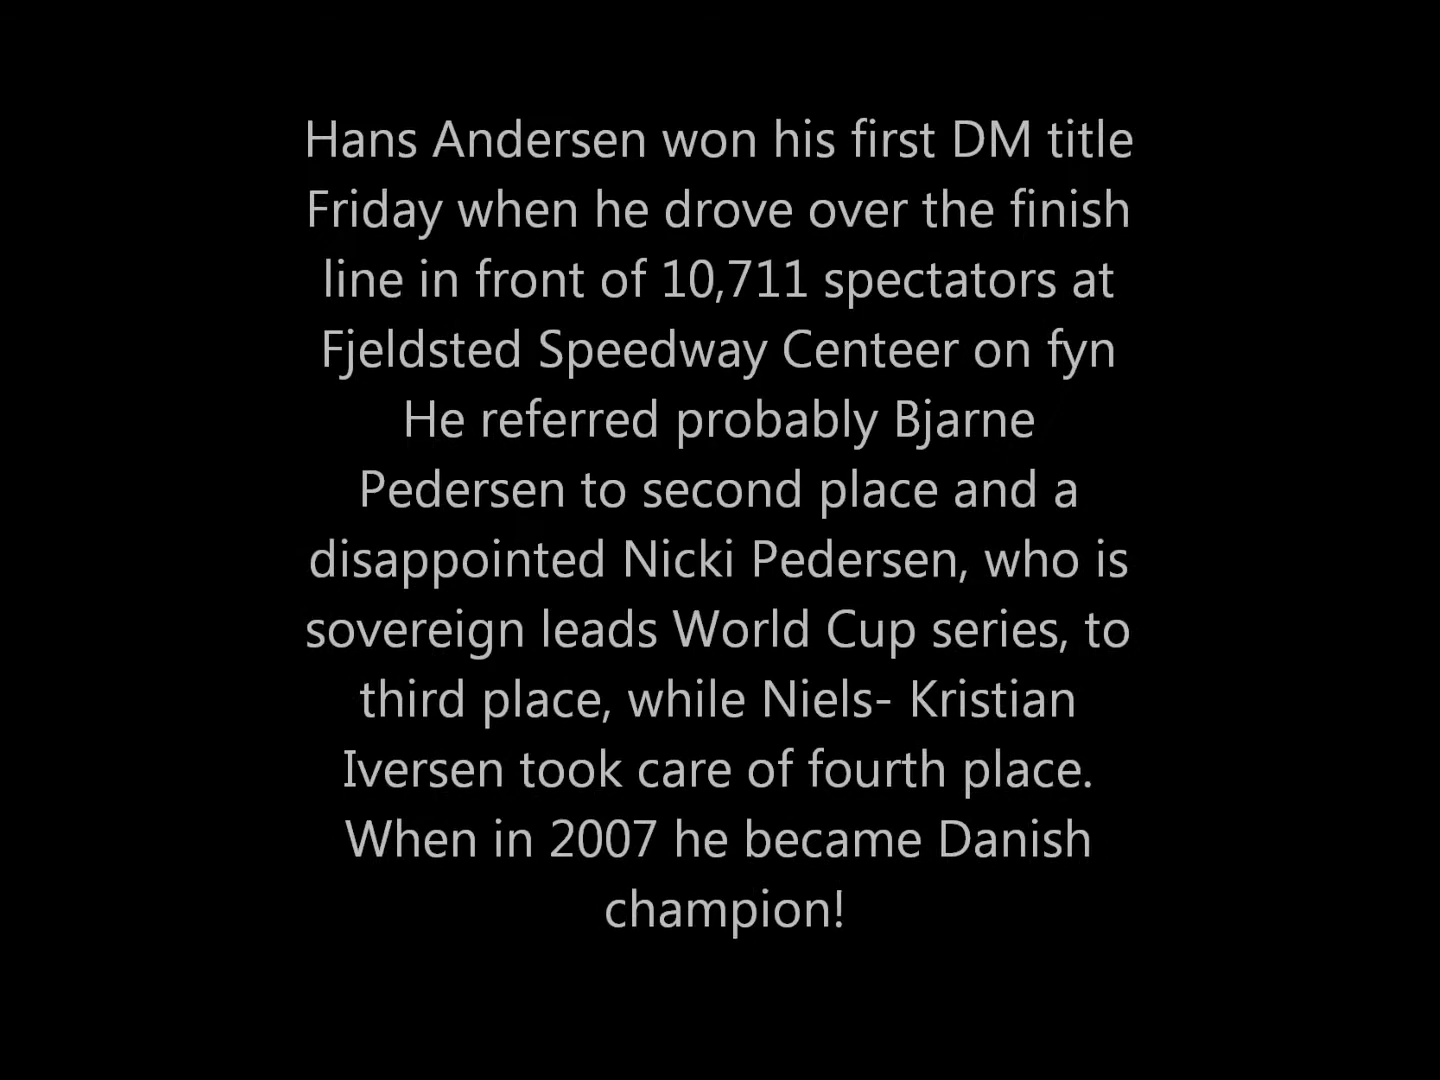 Hans Andersen won his first DM title
Friday when he drove over the finish
line in front of 10,711 spectators at
Fjeldsted Speedway Centeer on fyn
He referred probably Bjarne
Pedersen to second place and a
disappointed Nicki Pedersen, who is
sovereign leads World Cup series, to
third place, while Niels- Kristian
Iversen took care of fourth place.
When in 2007 he became Danish
champion!